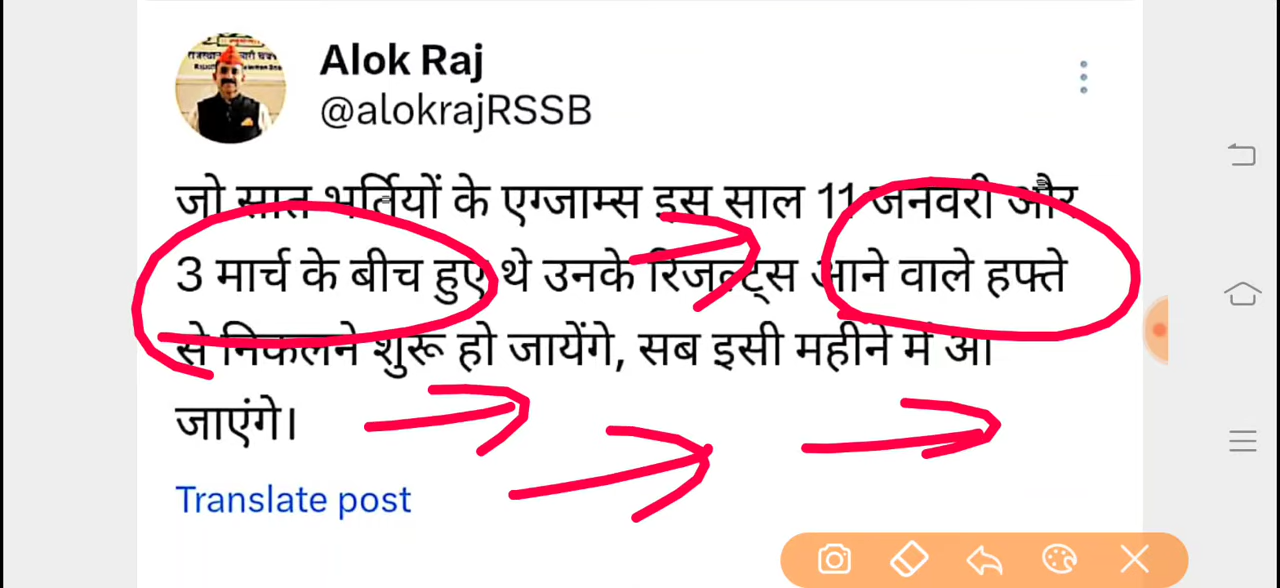 Alok Raj
@alokrajRSSB
जो सात भर्तियों के एग्जाम्स इस साल 11 जनवरी और
3 मार्च के बीच हुए थे उनके रिजल्ट्स आने वाले हफ्ते
से निकलने शुरू हो जायेंगे, सब इसी महीने में आ
जाएंगे।
Translate post